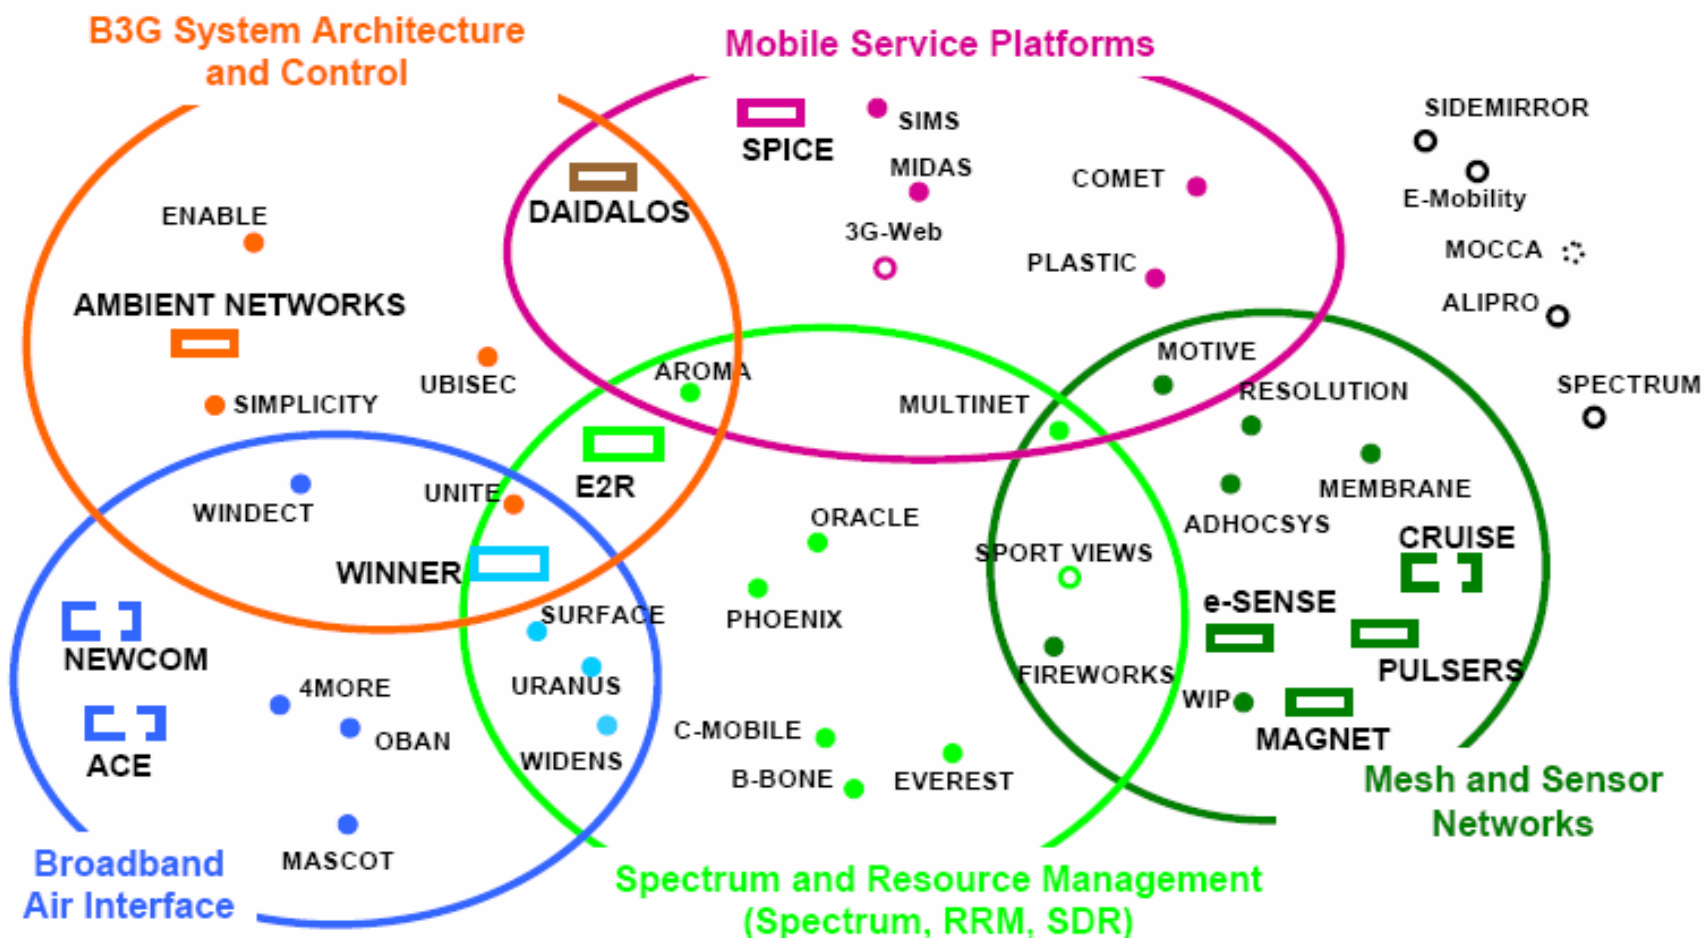 B3G System Architecture
and Control
Mobile Service Platforms
SPICE
SIMS
MIDAS
3G-Web
COMET
PLASTIC
SIDEMIRROR
E-Mobility
MOCCA
ALIPRO
SPECTRUM
DAIDALOS
ENABLE
AMBIENT NETWORKS
SIMPLICITY
UBISEC
AROMA
MULTINET
MOTIVE
RESOLUTION
MEMBRANE
ADHOCSYS
CRUISE
E2R
UNITE
WINDECT
WINNER
ORACLE
PHOENIX
SPORT VIEWS
FIREWORKS
e-SENSE
PULSERS
WIP
MAGNET
NEWCOM
ACE
4MORE
OBAN
MASCOT
SURFACE
URANUS
WIDENS
C-MOBILE
B-BONE
EVEREST
Mesh and Sensor
Networks
Broadband
Air Interface
Spectrum and Resource Management
(Spectrum, RRM, SDR)